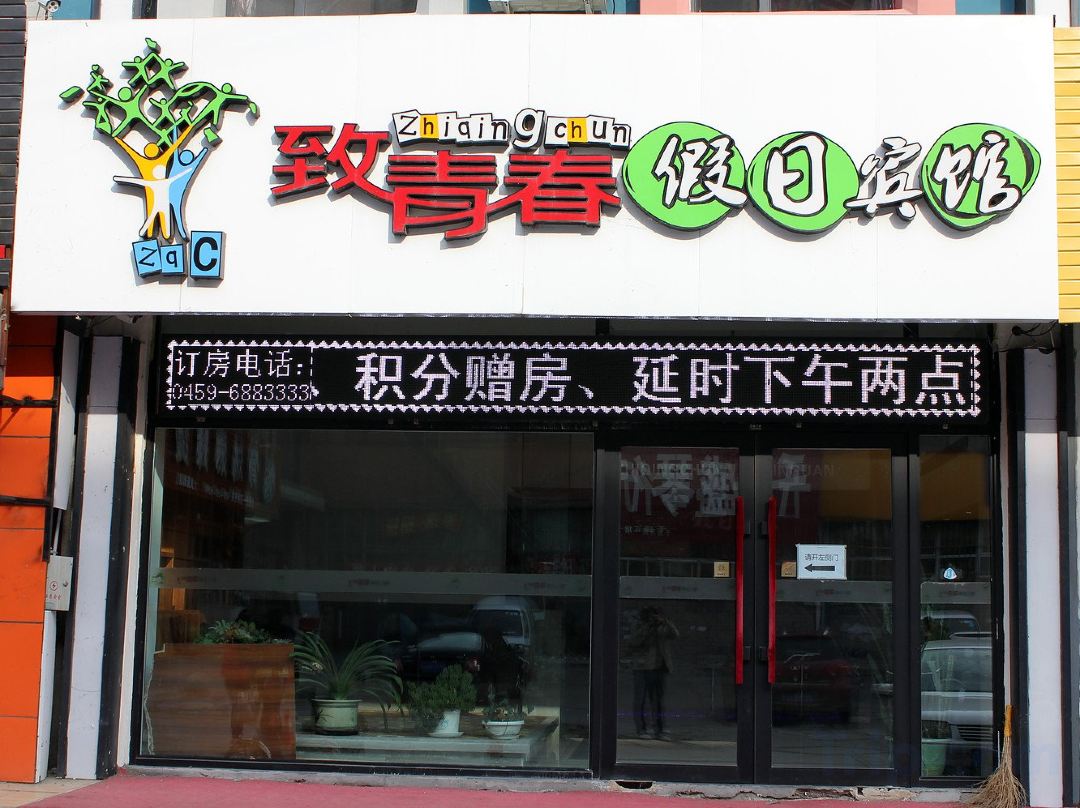 Zhiqingchun
致青春假日宾馆
ZqC
订房电话:
0459-6883333
积分赠房、延时下午两点
请开左侧门